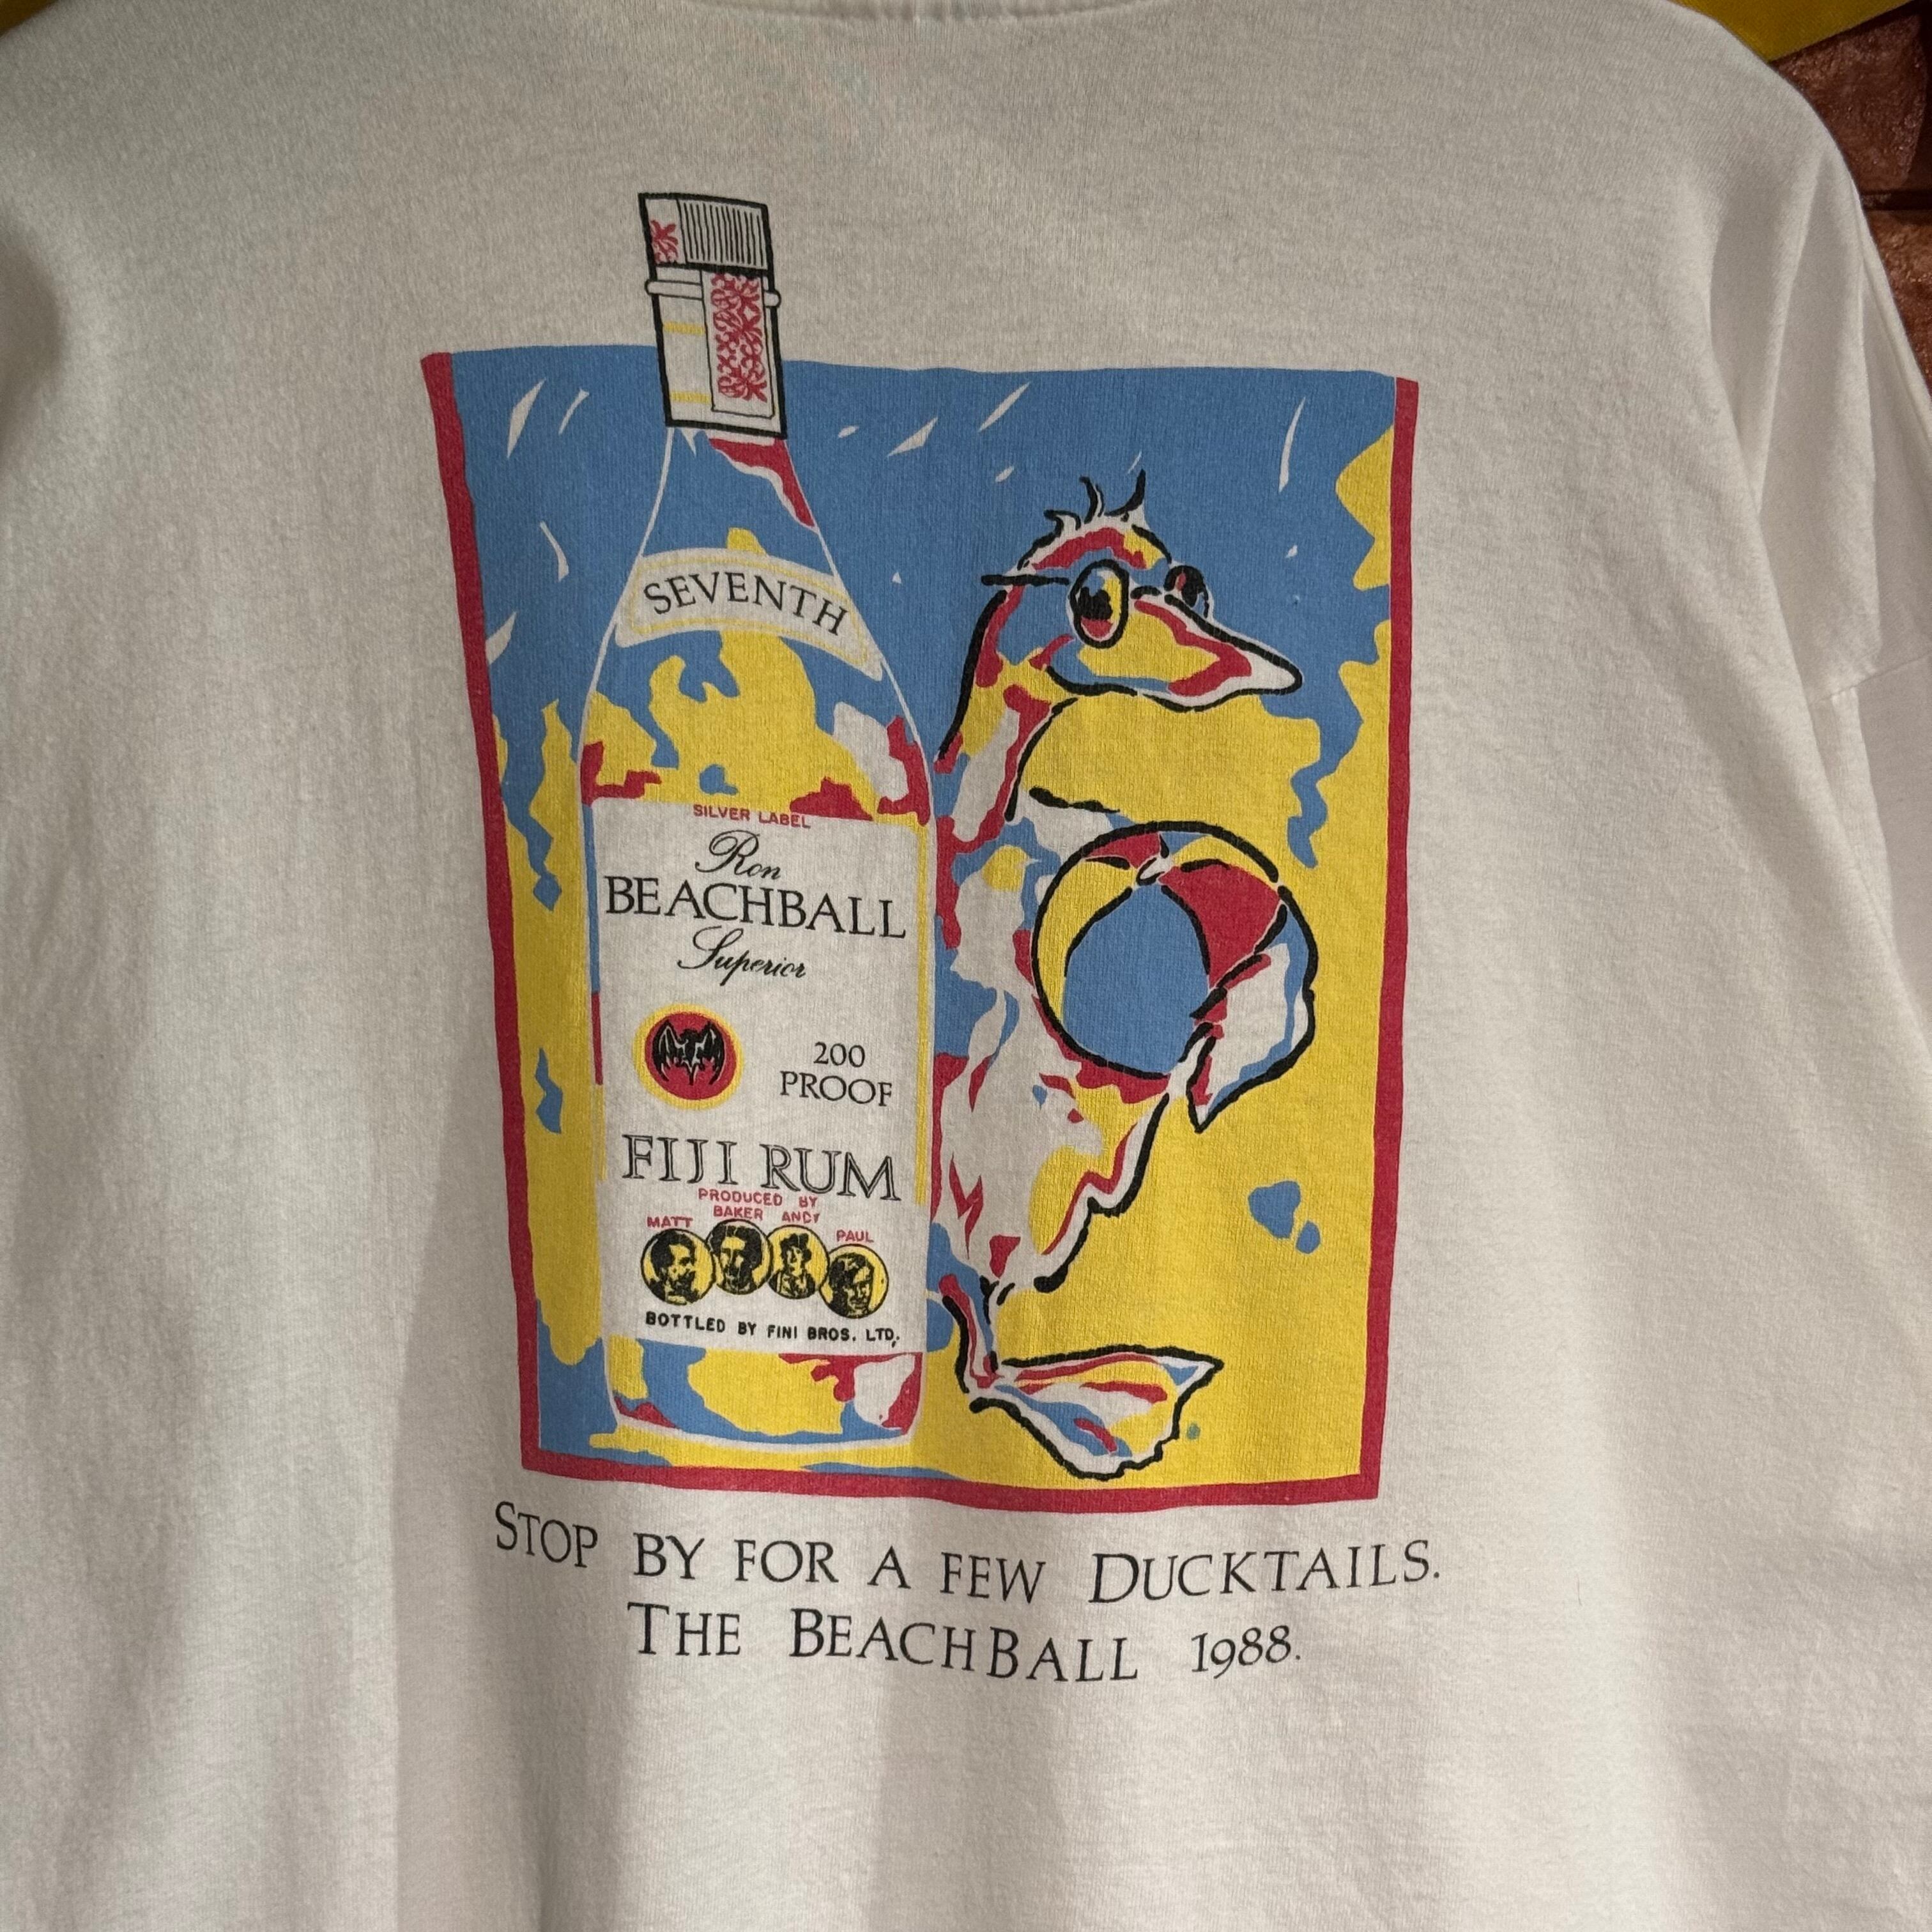 SEVENTH
SILVER LABEL
Ron
BEACHBALL
Superior
200
PROOF
FIJI RUM
PRODUCED BY
MATT BAKER ANDY PAUL
BOTTLED BY FINI BROS. LTD.
STOP BY FOR A FEW DUCKTAILS.
THE BEACHBALL 1988.